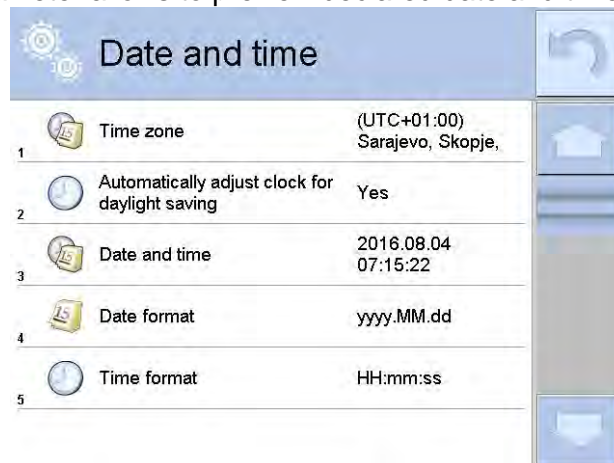 Date and time
Time zone
(UTC+01:00)
Sarajevo, Skopje,
1
Automatically adjust clock for
daylight saving
Yes
2
Date and time
2016.08.04
07:15:22
3
15
Date format
yyyy.MM.dd
4
Time format
HH:mm:ss
5